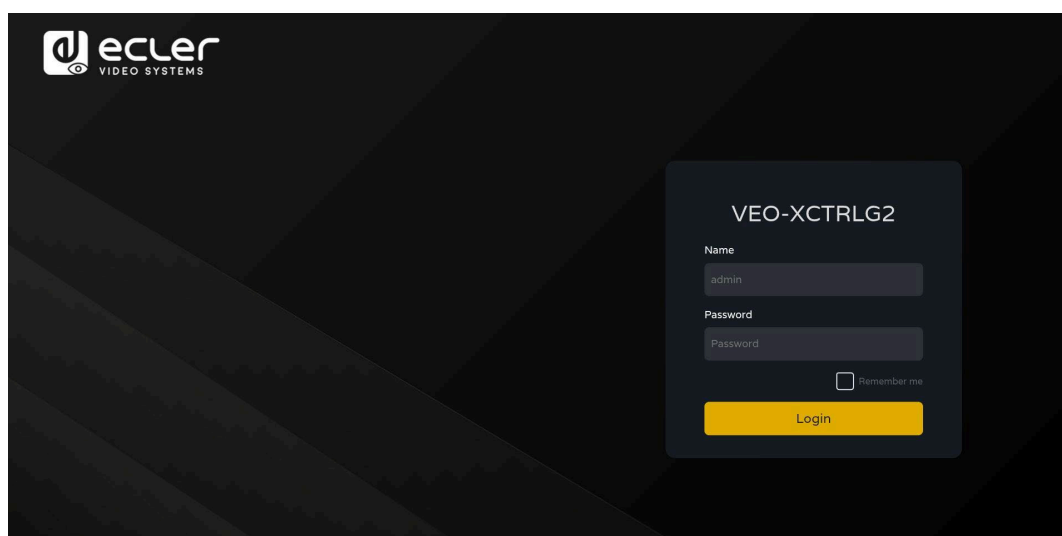 ecler
VIDEO SYSTEMS
VEO-XCTRLG2
Name
admin
Password
Password
Remember me
Login